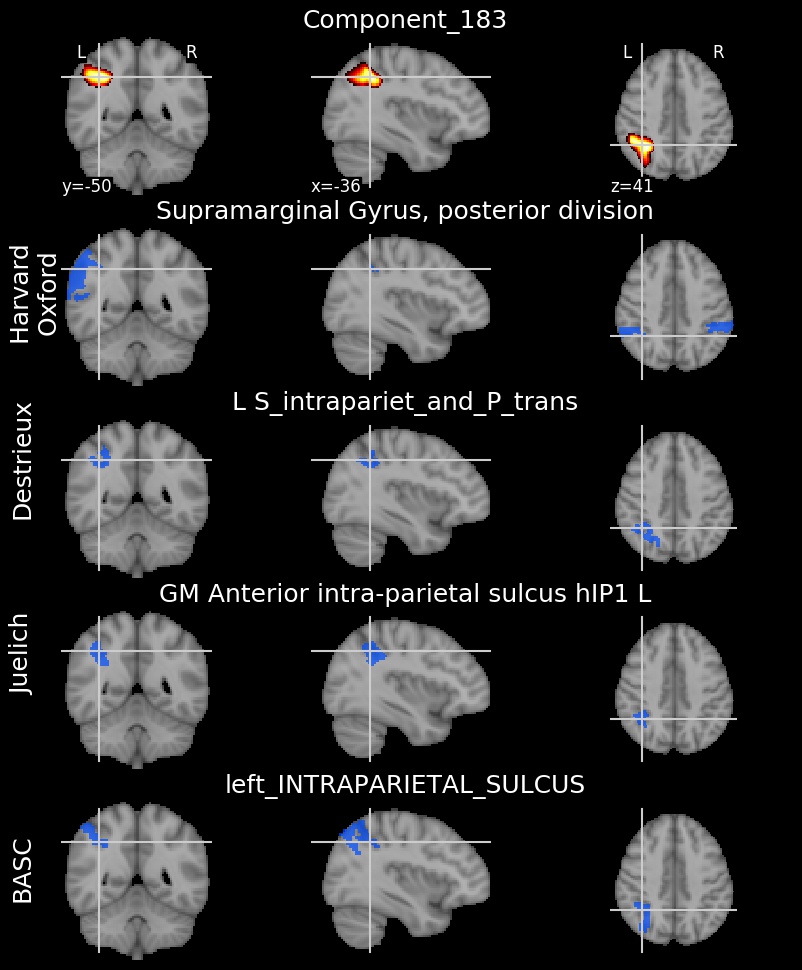 Component_183
L R L R
y=-50 x=-36 z=41
Supramarginal Gyrus, posterior division
Harvard
Oxford
L S_intrapariet_and_P_trans
Destrieux
GM Anterior intra-parietal sulcus hIP1 L
Juelich
left_INTRAPARIETAL_SULCUS
BASC